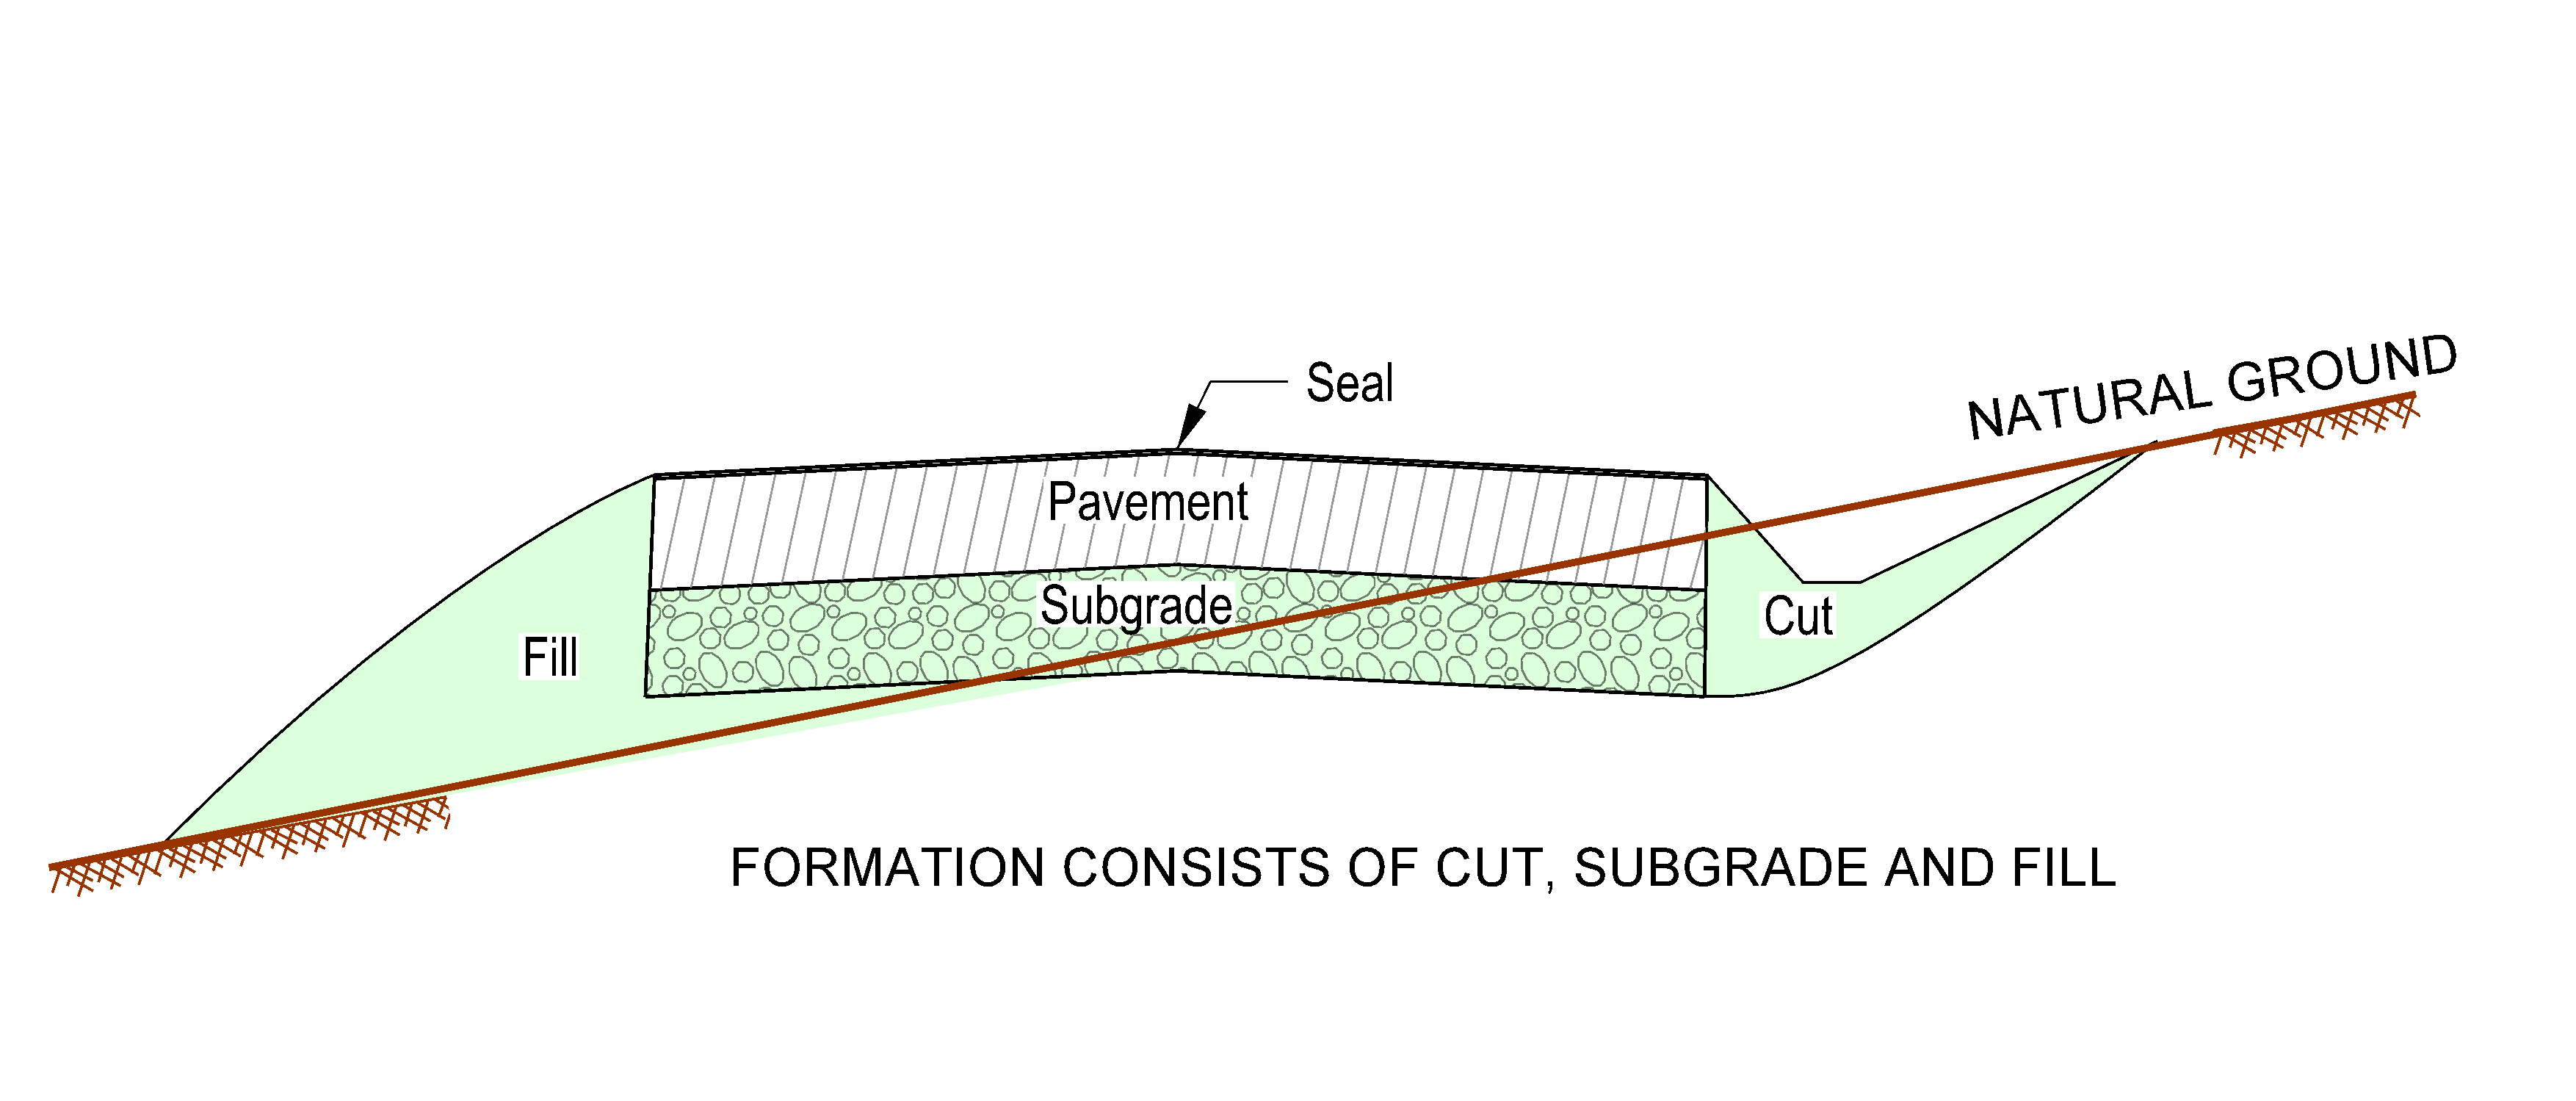 Seal
NATURAL GROUND
Pavement
Subgrade
Cut
Fill
FORMATION CONSISTS OF CUT, SUBGRADE AND FILL